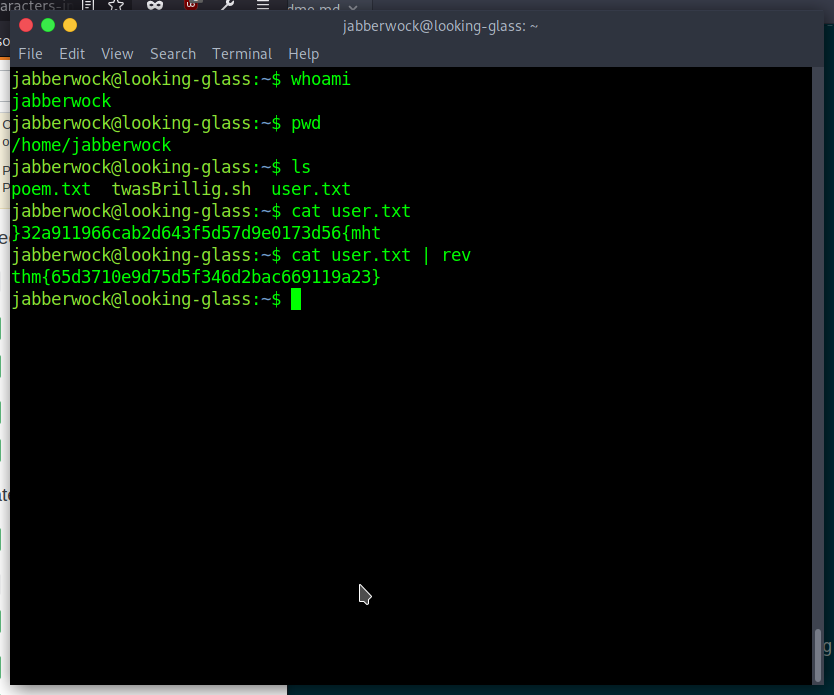 jabberwock@looking-glass: ~
File Edit View Search Terminal Help
jabberwock@looking-glass:~$ whoami
jabberwock
jabberwock@looking-glass:~$ pwd
/home/jabberwock
jabberwock@looking-glass:~$ ls
poem.txt  twasBrillig.sh  user.txt
jabberwock@looking-glass:~$ cat user.txt
}32a911966cab2d643f5d57d9e0173d56{mht
jabberwock@looking-glass:~$ cat user.txt | rev
thm{65d3710e9d75d5f346d2bac669119a23}
jabberwock@looking-glass:~$